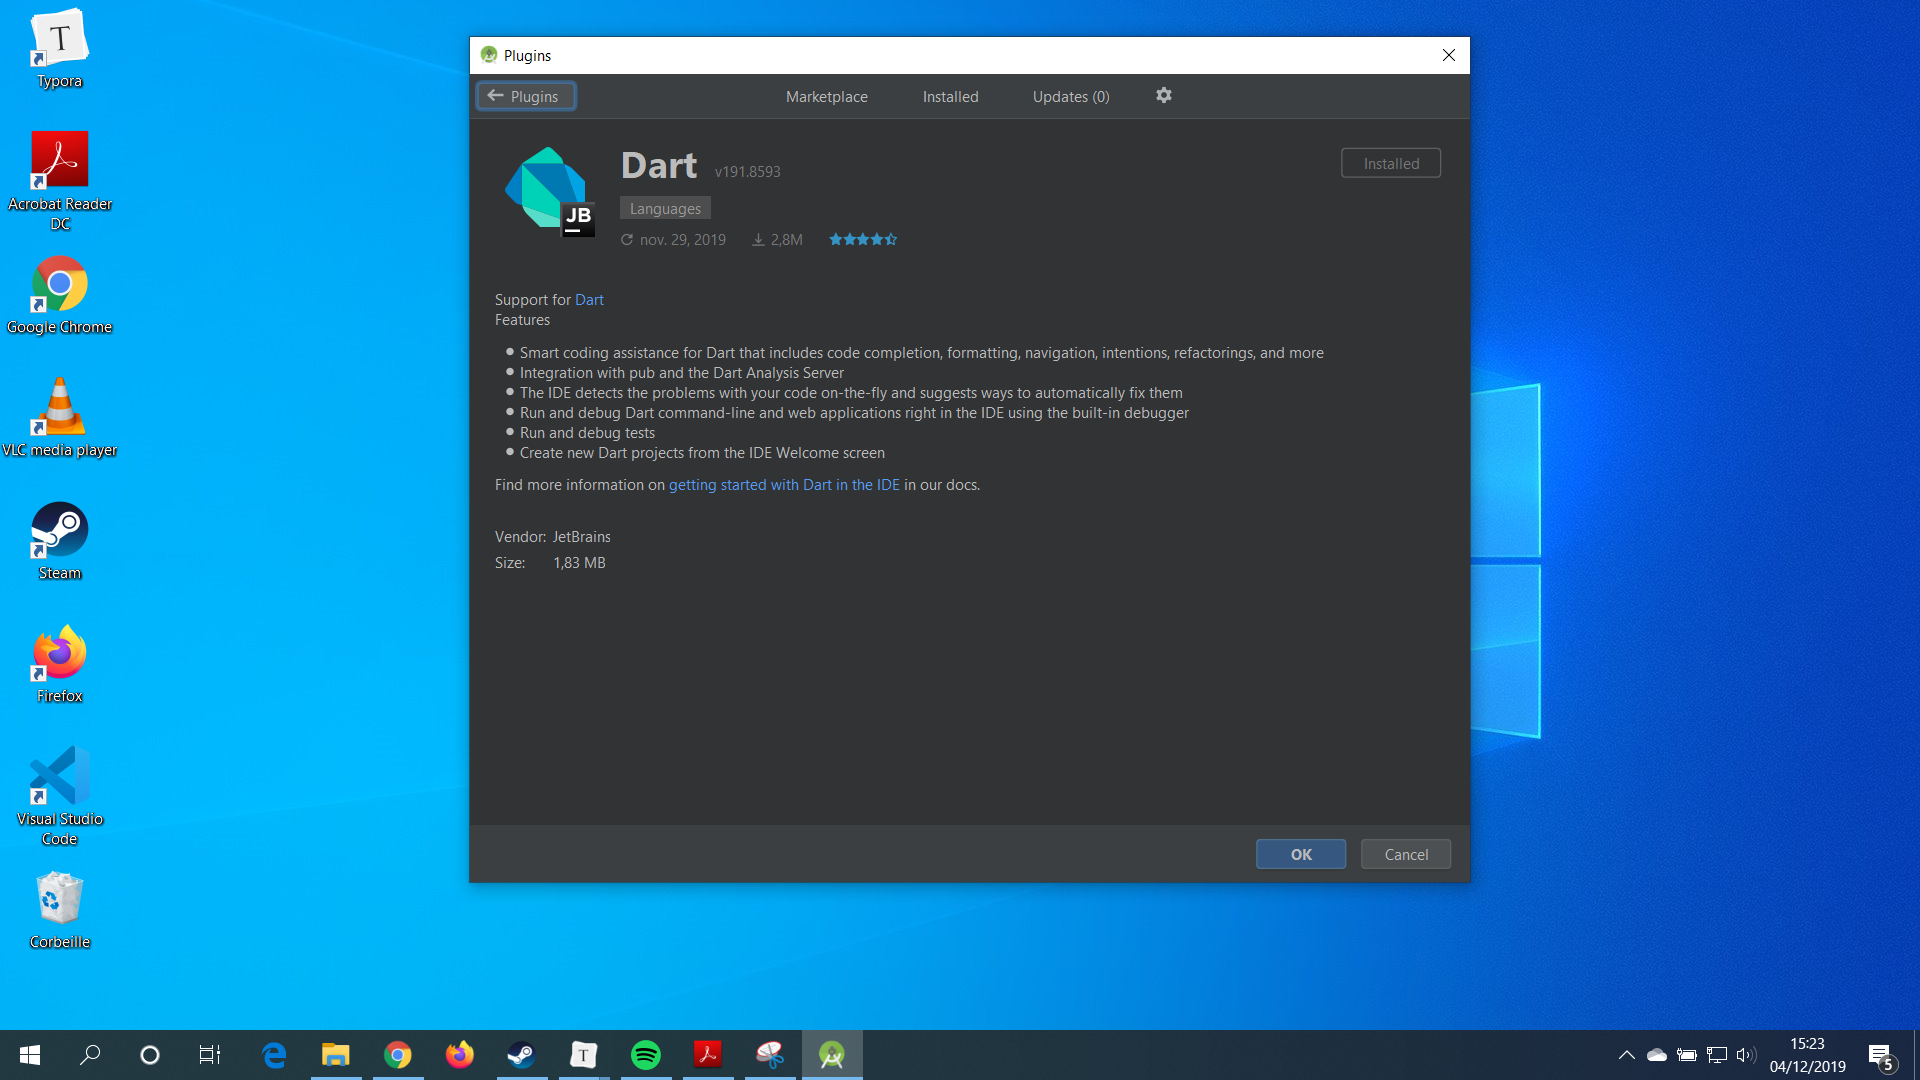 Typora
Acrobat Reader
DC
Google Chrome
VLC media player
Steam
Firefox
Visual Studio
Code
Corbeille
Plugins
Plugins
Marketplace
Installed
Updates (0)
Dart v191.8593
Installed
JB
Languages
nov. 29, 2019 2,8M
Support for Dart
Features
Smart coding assistance for Dart that includes code completion, formatting, navigation, intentions, refactorings, and more
Integration with pub and the Dart Analysis Server
The IDE detects the problems with your code on-the-fly and suggests ways to automatically fix them
Run and debug Dart command-line and web applications right in the IDE using the built-in debugger
Run and debug tests
Create new Dart projects from the IDE Welcome screen
Find more information on getting started with Dart in the IDE in our docs.
Vendor: JetBrains
Size: 1,83 MB
OK
Cancel
15:23
04/12/2019
5